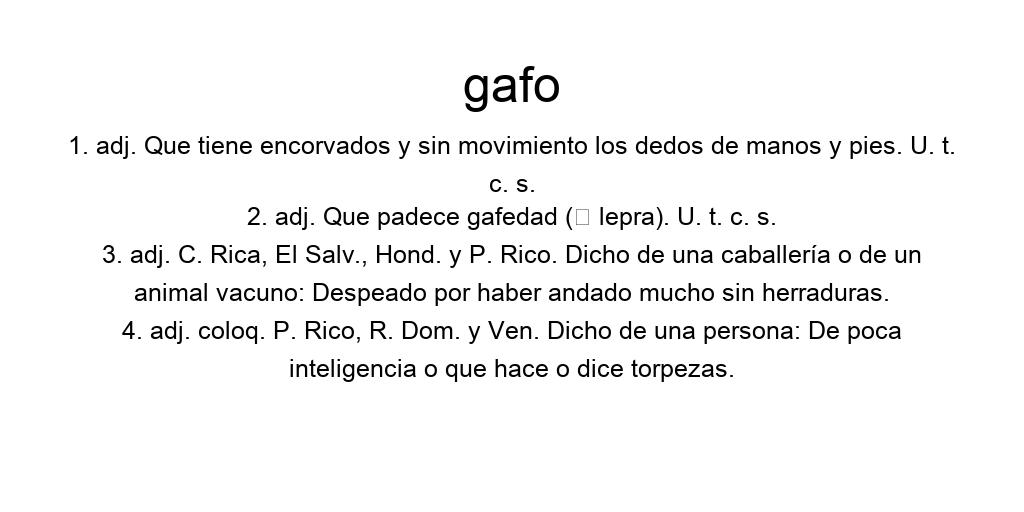 gafo
1. adj. Que tiene encorvados y sin movimiento los dedos de manos y pies. U. t.
c. s.
2. adj. Que padece gafedad (□ lepra). U. t. c. s.
3. adj. C. Rica, El Salv., Hond. y P. Rico. Dicho de una caballería o de un
animal vacuno: Despeado por haber andado mucho sin herraduras.
4. adj. coloq. P. Rico, R. Dom. y Ven. Dicho de una persona: De poca
inteligencia o que hace o dice torpezas.